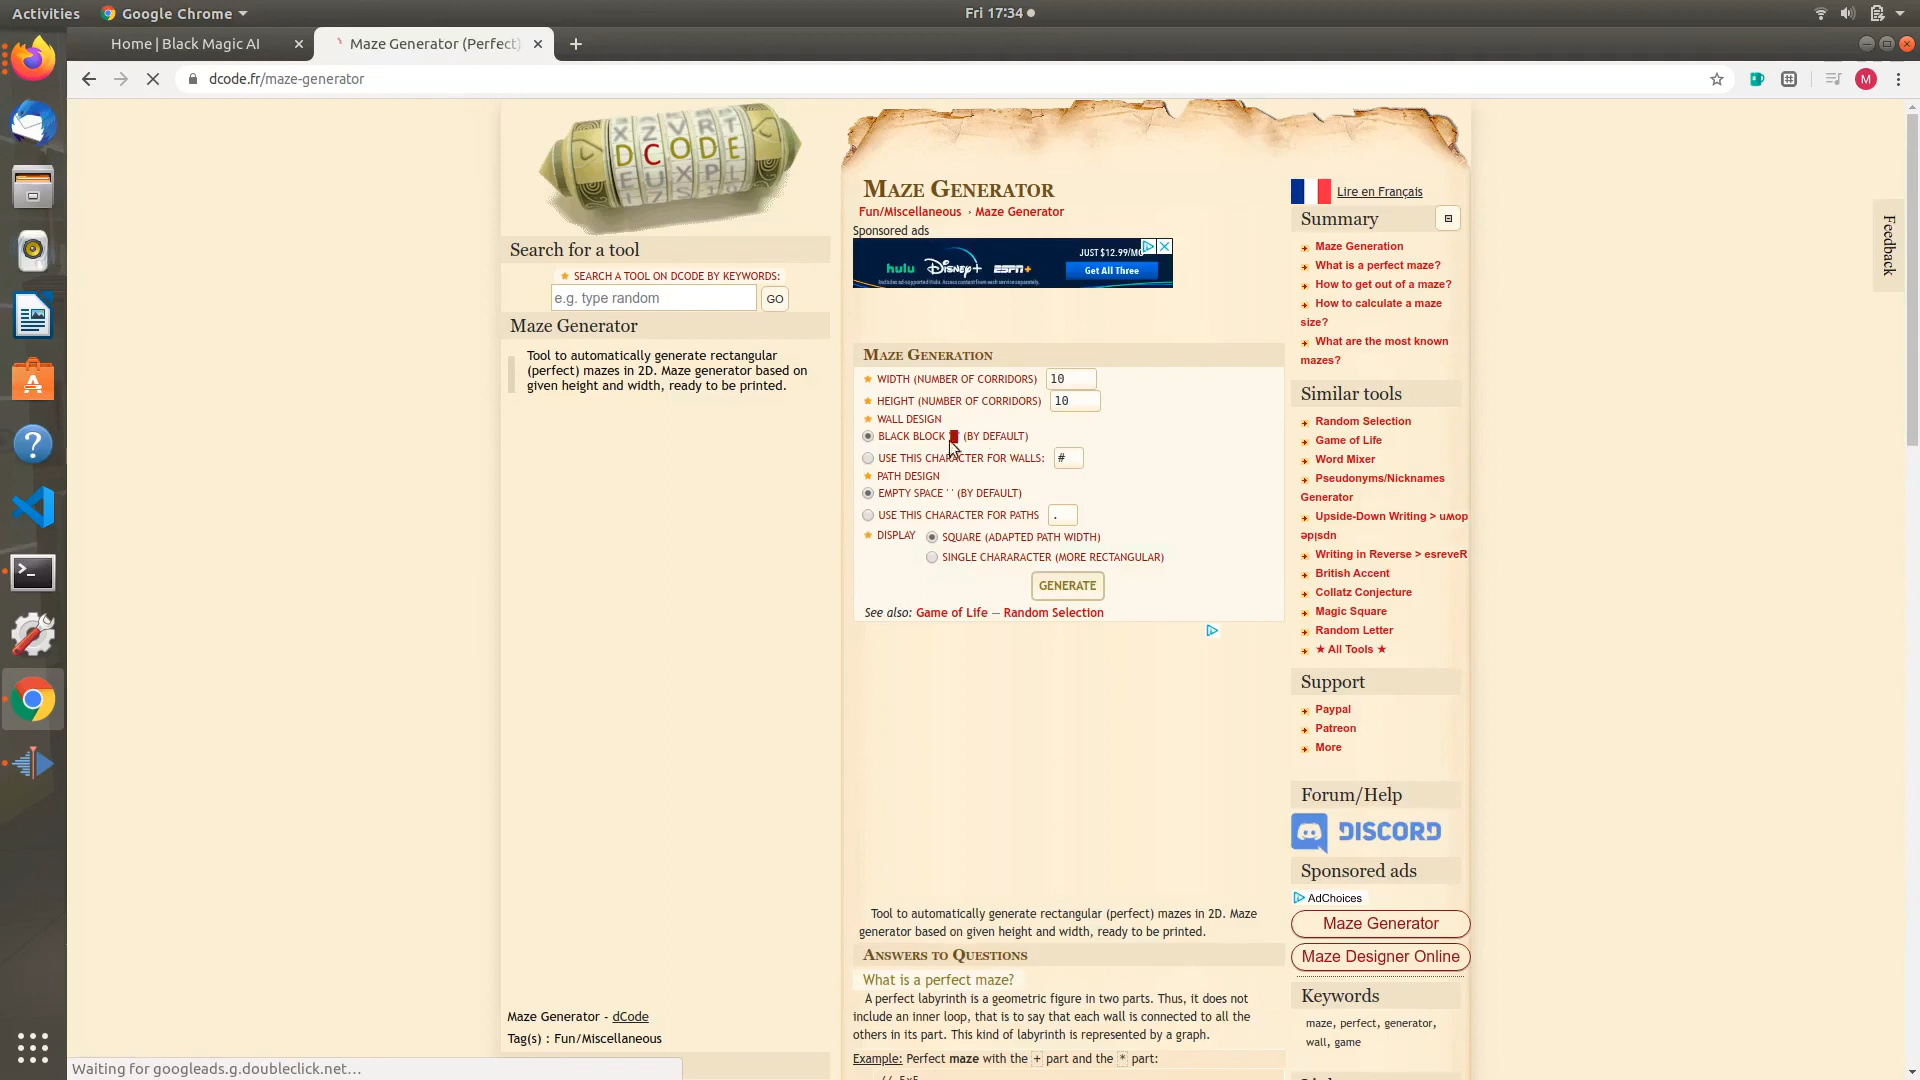 Activities
Google Chrome
Fri 17:34
Home | Black Magic AI
Maze Generator (Perfect)
dcode.fr/maze-generator
M
DCODE
Search for a tool
SEARCH A TOOL ON DCODE BY KEYWORDS:
e.g. type random
GO
Maze Generator
Tool to automatically generate rectangular
(perfect) mazes in 2D. Maze generator based on
given height and width, ready to be printed.
Maze Generator - dCode
Tag(s) : Fun/Miscellaneous
MAZE GENERATOR
Fun/Miscellaneous › Maze Generator
Sponsored ads
hulu Disney+ ESPN+
JUST $12.99/MO
Get All Three
MAZE GENERATION
WIDTH (NUMBER OF CORRIDORS) 10
HEIGHT (NUMBER OF CORRIDORS) 10
WALL DESIGN
BLACK BLOCK '█' (BY DEFAULT)
USE THIS CHARACTER FOR WALLS: #
PATH DESIGN
EMPTY SPACE ' ' (BY DEFAULT)
USE THIS CHARACTER FOR PATHS .
DISPLAY SQUARE (ADAPTED PATH WIDTH)
SINGLE CHARARACTER (MORE RECTANGULAR)
GENERATE
See also: Game of Life — Random Selection
Tool to automatically generate rectangular (perfect) mazes in 2D. Maze
generator based on given height and width, ready to be printed.
ANSWERS TO QUESTIONS
What is a perfect maze?
A perfect labyrinth is a geometric figure in two parts. Thus, it does not
include an inner loop, that is to say that each wall is connected to all the
others in its part. This kind of labyrinth is represented by a graph.
Example: Perfect maze with the + part and the * part:
// 5x5
Lire en Français
Summary
Maze Generation
What is a perfect maze?
How to get out of a maze?
How to calculate a maze
size?
What are the most known
mazes?
Similar tools
Random Selection
Game of Life
Word Mixer
Pseudonyms/Nicknames
Generator
Upside-Down Writing > uʍop
ǝpısdn
Writing in Reverse > esreveR
British Accent
Collatz Conjecture
Magic Square
Random Letter
★ All Tools ★
Support
Paypal
Patreon
More
Forum/Help
DISCORD
Sponsored ads
AdChoices
Maze Generator
Maze Designer Online
Keywords
maze, perfect, generator,
wall, game
Feedback
Waiting for googleads.g.doubleclick.net…